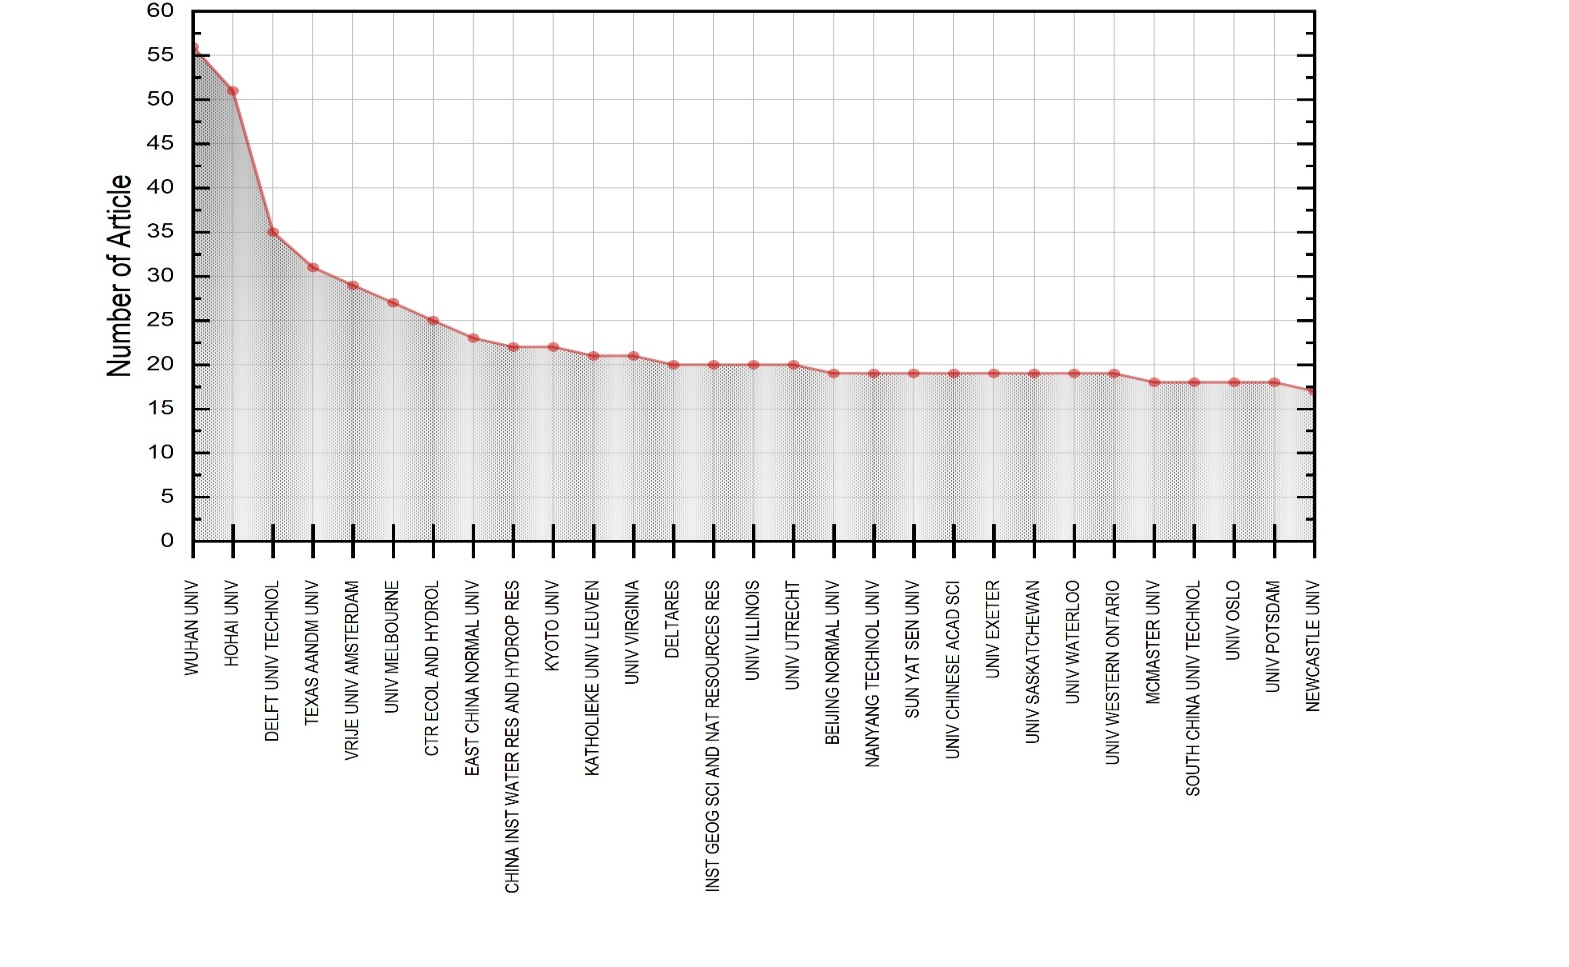 60
55
50
45
40
35
30
25
20
15
10
5
0
Number of Article
WUHAN UNIV
HOHAI UNIV
DELFT UNIV TECHNOL
TEXAS AANDM UNIV
VRIJE UNIV AMSTERDAM
UNIV MELBOURNE
CTR ECOL AND HYDROL
EAST CHINA NORMAL UNIV
CHINA INST WATER RES AND HYDROP RES
KYOTO UNIV
KATHOLIEKE UNIV LEUVEN
UNIV VIRGINIA
DELTARES
INST GEOG SCI AND NAT RESOURCES RES
UNIV ILLINOIS
UNIV UTRECHT
BEIJING NORMAL UNIV
NANYANG TECHNOL UNIV
SUN YAT SEN UNIV
UNIV CHINESE ACAD SCI
UNIV EXETER
UNIV SASKATCHEWAN
UNIV WATERLOO
UNIV WESTERN ONTARIO
MCMASTER UNIV
SOUTH CHINA UNIV TECHNOL
UNIV OSLO
UNIV POTSDAM
NEWCASTLE UNIV